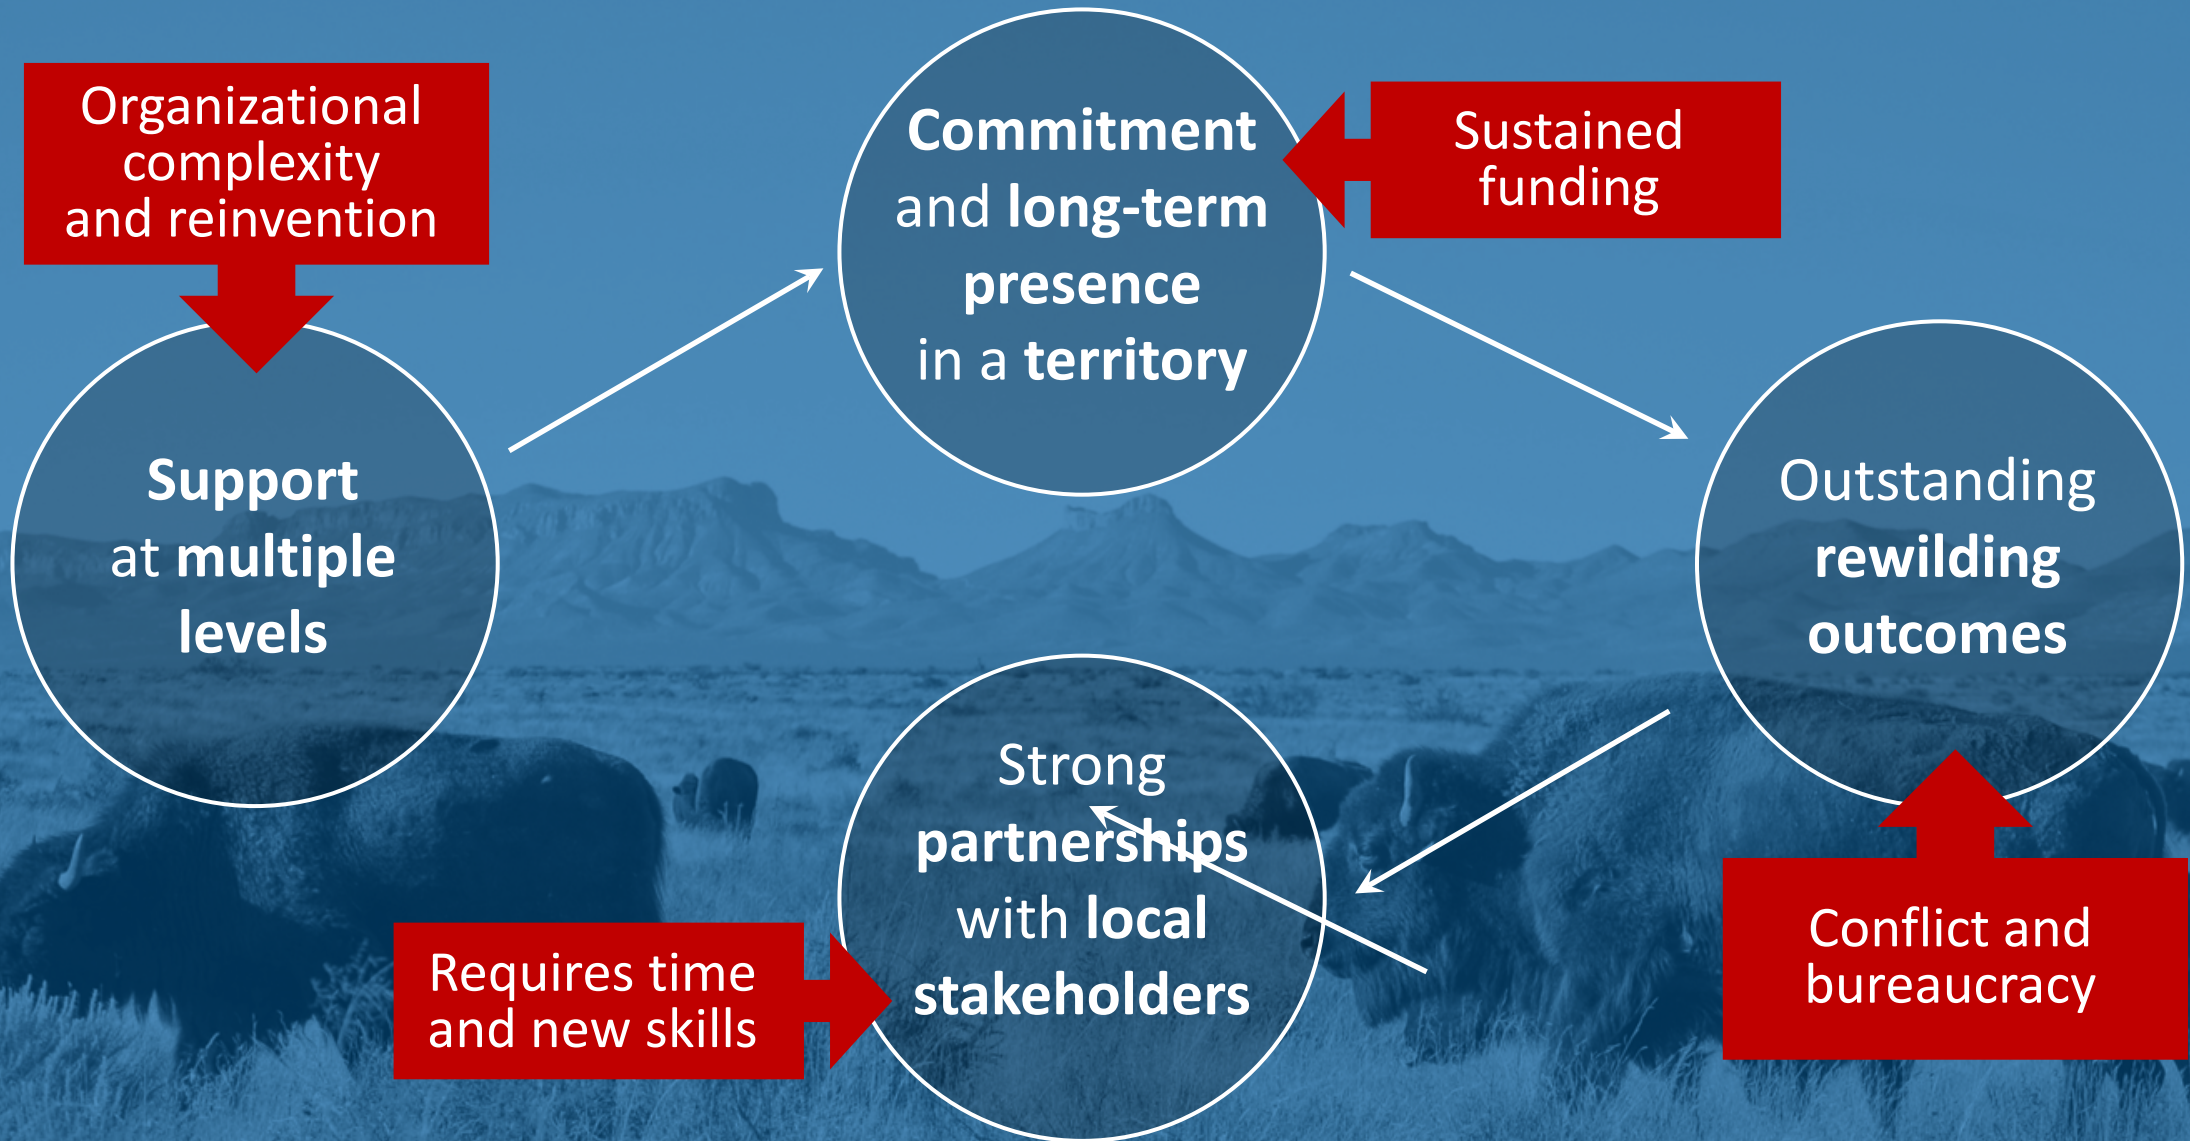 Organizational
complexity
and reinvention
Support
at multiple
levels
Commitment
and long-term
presence
in a territory
Sustained
funding
Outstanding
rewilding
outcomes
Conflict and
bureaucracy
Strong
partnerships
with local
stakeholders
Requires time
and new skills